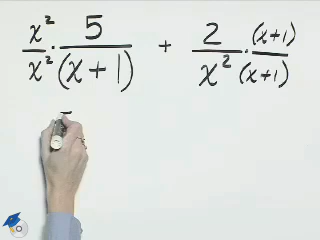 x²/x² · 5/(x + 1) + 2/x² · (x+1)/(x+1)